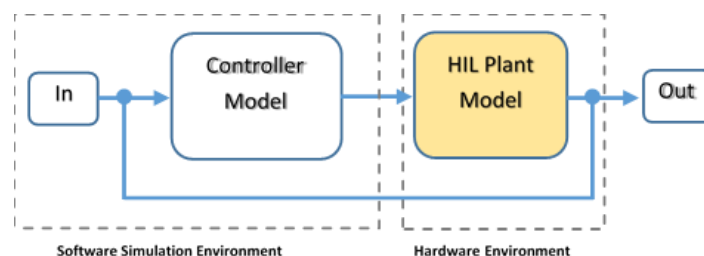 In
Controller
Model
HIL Plant
Model
Out
Software Simulation Environment
Hardware Environment